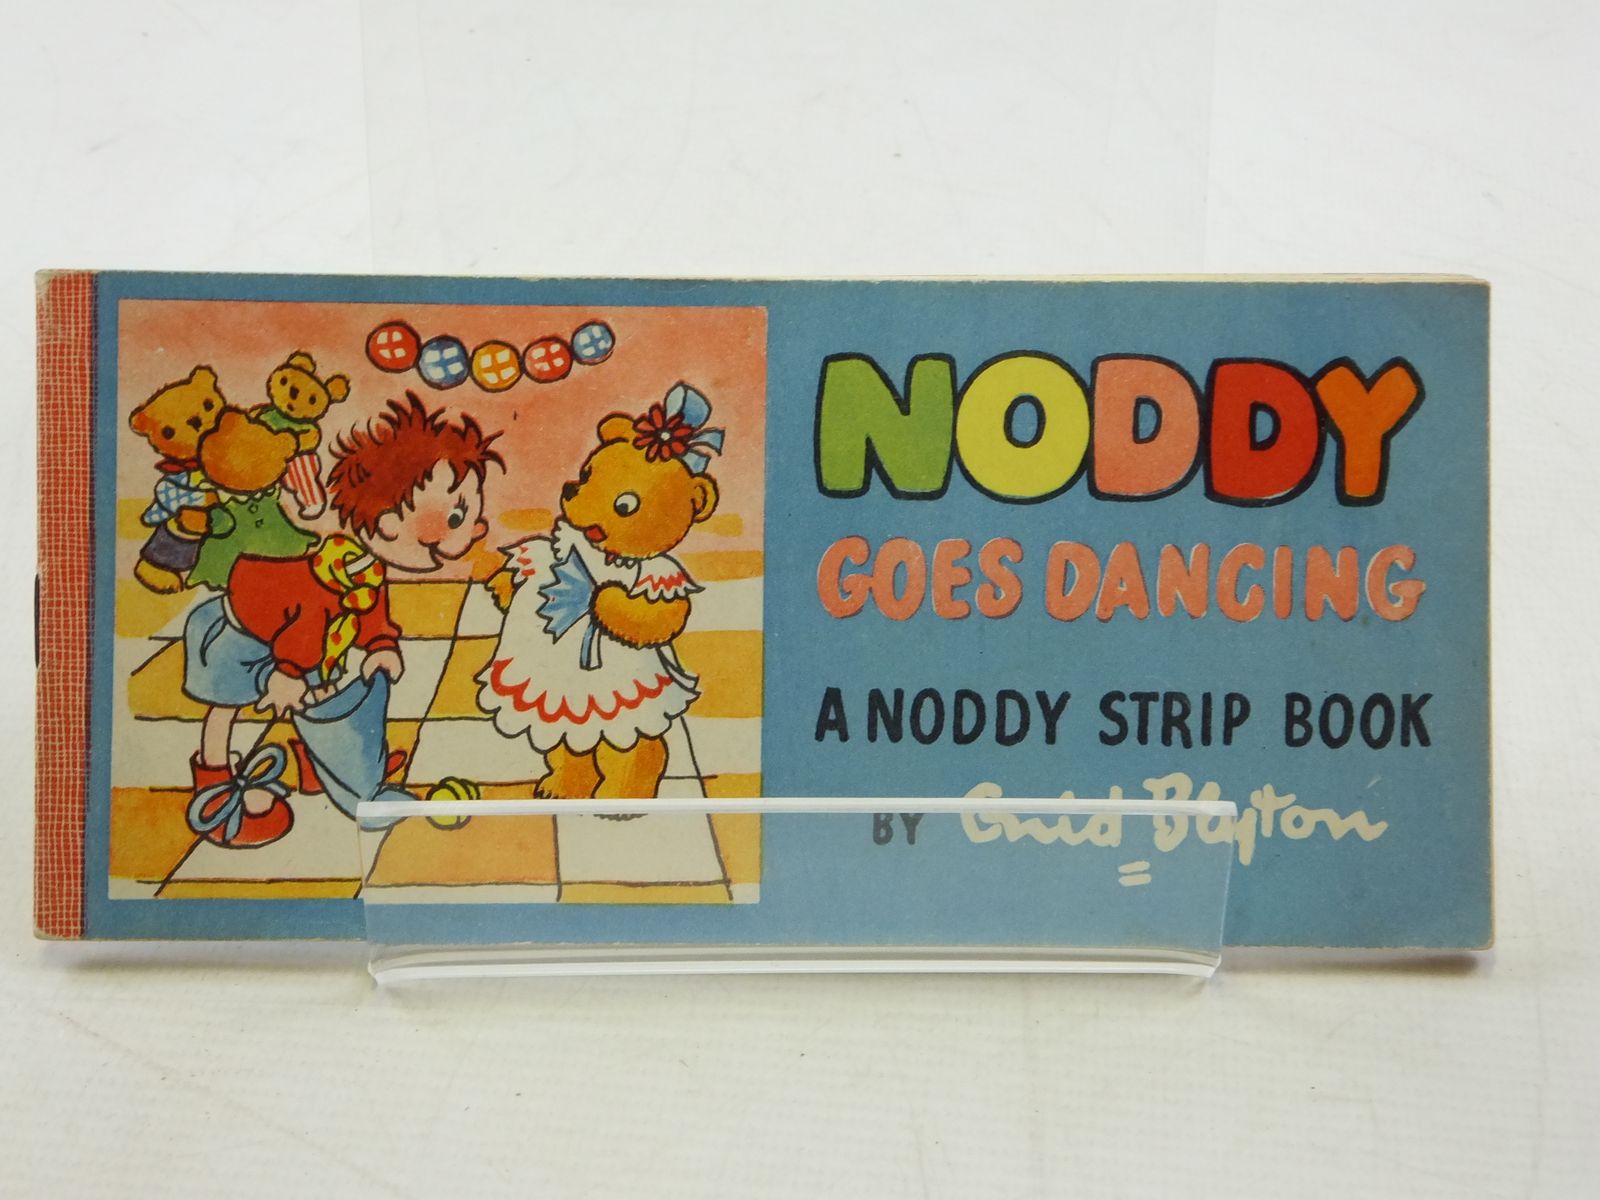 NODDY
GOES DANCING
A NODDY STRIP BOOK
BY Enid Blyton